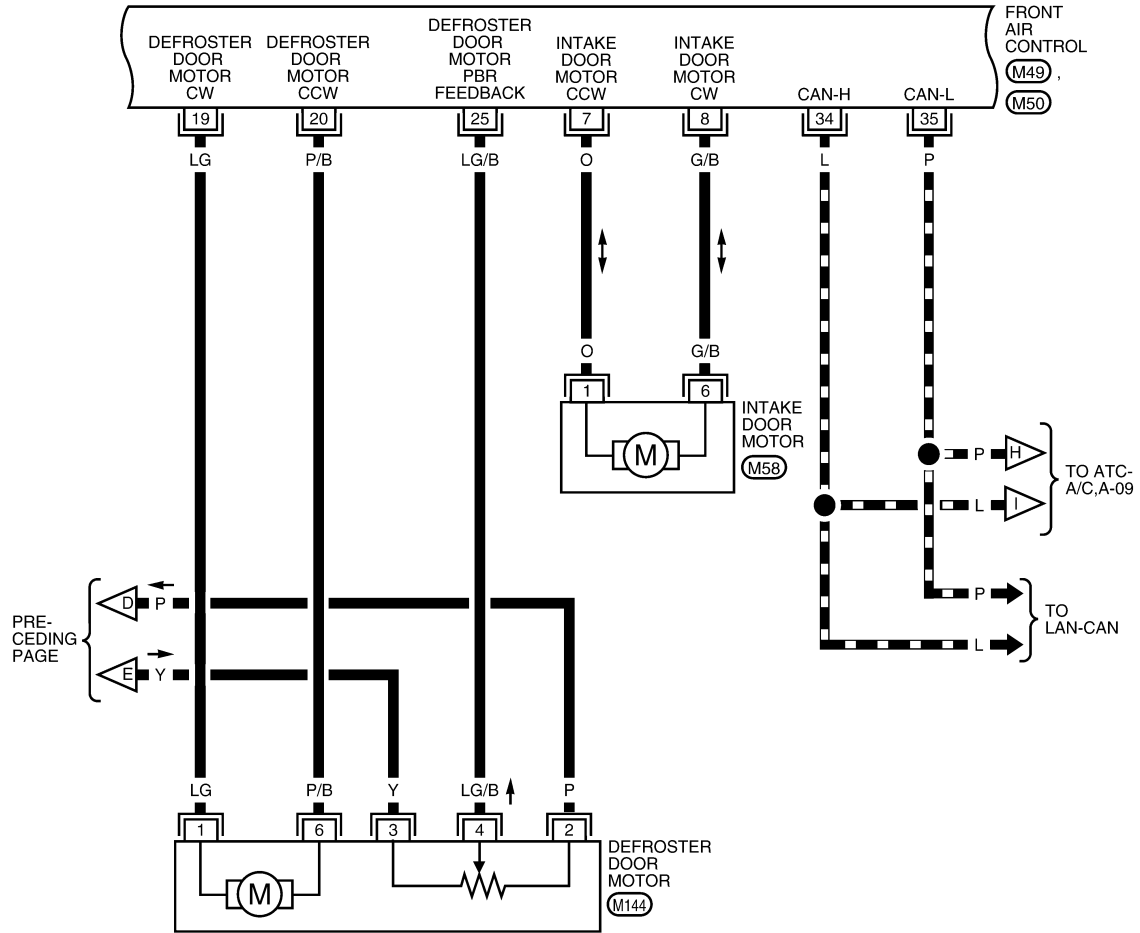 FRONT
AIR
CONTROL
M49 ,
M50
DEFROSTER
DOOR
MOTOR
CW
DEFROSTER
DOOR
MOTOR
CCW
DEFROSTER
DOOR
MOTOR
PBR
FEEDBACK
INTAKE
DOOR
MOTOR
CCW
INTAKE
DOOR
MOTOR
CW
CAN-H
CAN-L
19 20 25 7 8 34 35
LG P/B LG/B O G/B L P
O G/B
1 6
M
INTAKE
DOOR
MOTOR
M58
P H
L I
TO ATC-
A/C,A-09
P
L
TO
LAN-CAN
PRE-
CEDING
PAGE
D P
E Y
LG P/B Y LG/B P
1 6 3 4 2
M
DEFROSTER
DOOR
MOTOR
M144